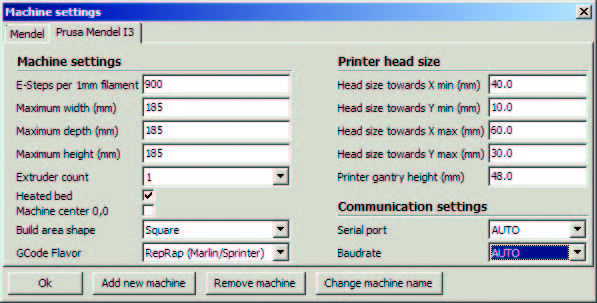 Machine settings
Mendel Prusa Mendel I3
Machine settings
E-Steps per 1mm filament 900
Maximum width (mm) 185
Maximum depth (mm) 185
Maximum height (mm) 185
Extruder count 1
Heated bed
Machine center 0,0
Build area shape Square
GCode Flavor RepRap (Marlin/Sprinter)
Printer head size
Head size towards X min (mm) 40.0
Head size towards Y min (mm) 10.0
Head size towards X max (mm) 60.0
Head size towards Y max (mm) 30.0
Printer gantry height (mm) 48.0
Communication settings
Serial port AUTO
Baudrate AUTO
Ok Add new machine Remove machine Change machine name